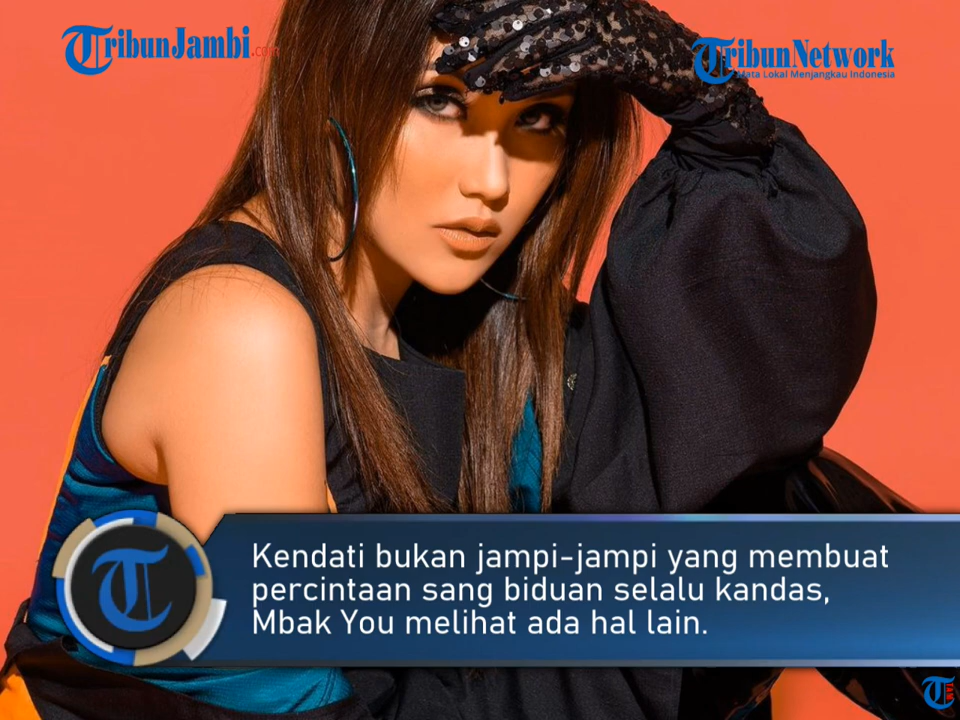 TribunJambi.com
TribunNetwork
Mata Lokal Menjangkau Indonesia
Kendati bukan jampi-jampi yang membuat
percintaan sang biduan selalu kandas,
Mbak You melihat ada hal lain.